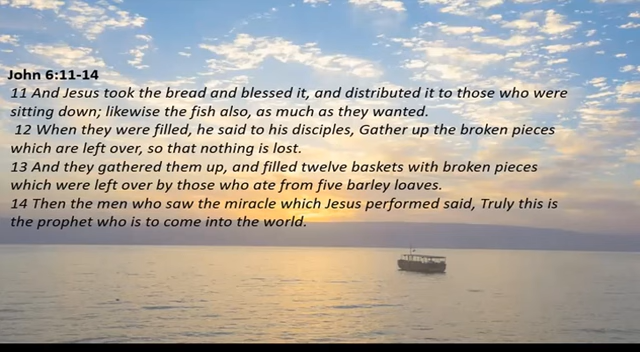 John 6:11-14
11 And Jesus took the bread and blessed it, and distributed it to those who were
sitting down; likewise the fish also, as much as they wanted.
12 When they were filled, he said to his disciples, Gather up the broken pieces
which are left over, so that nothing is lost.
13 And they gathered them up, and filled twelve baskets with broken pieces
which were left over by those who ate from five barley loaves.
14 Then the men who saw the miracle which Jesus performed said, Truly this is
the prophet who is to come into the world.